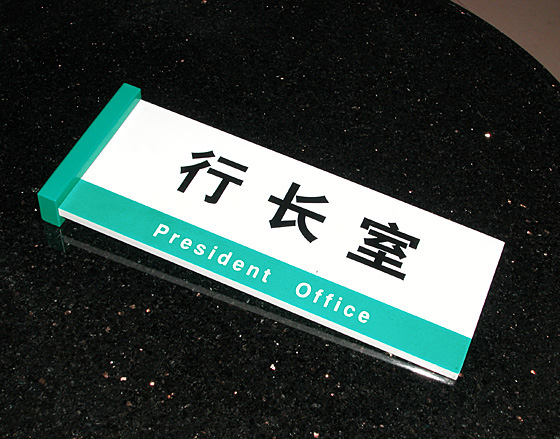 行长室
President Office